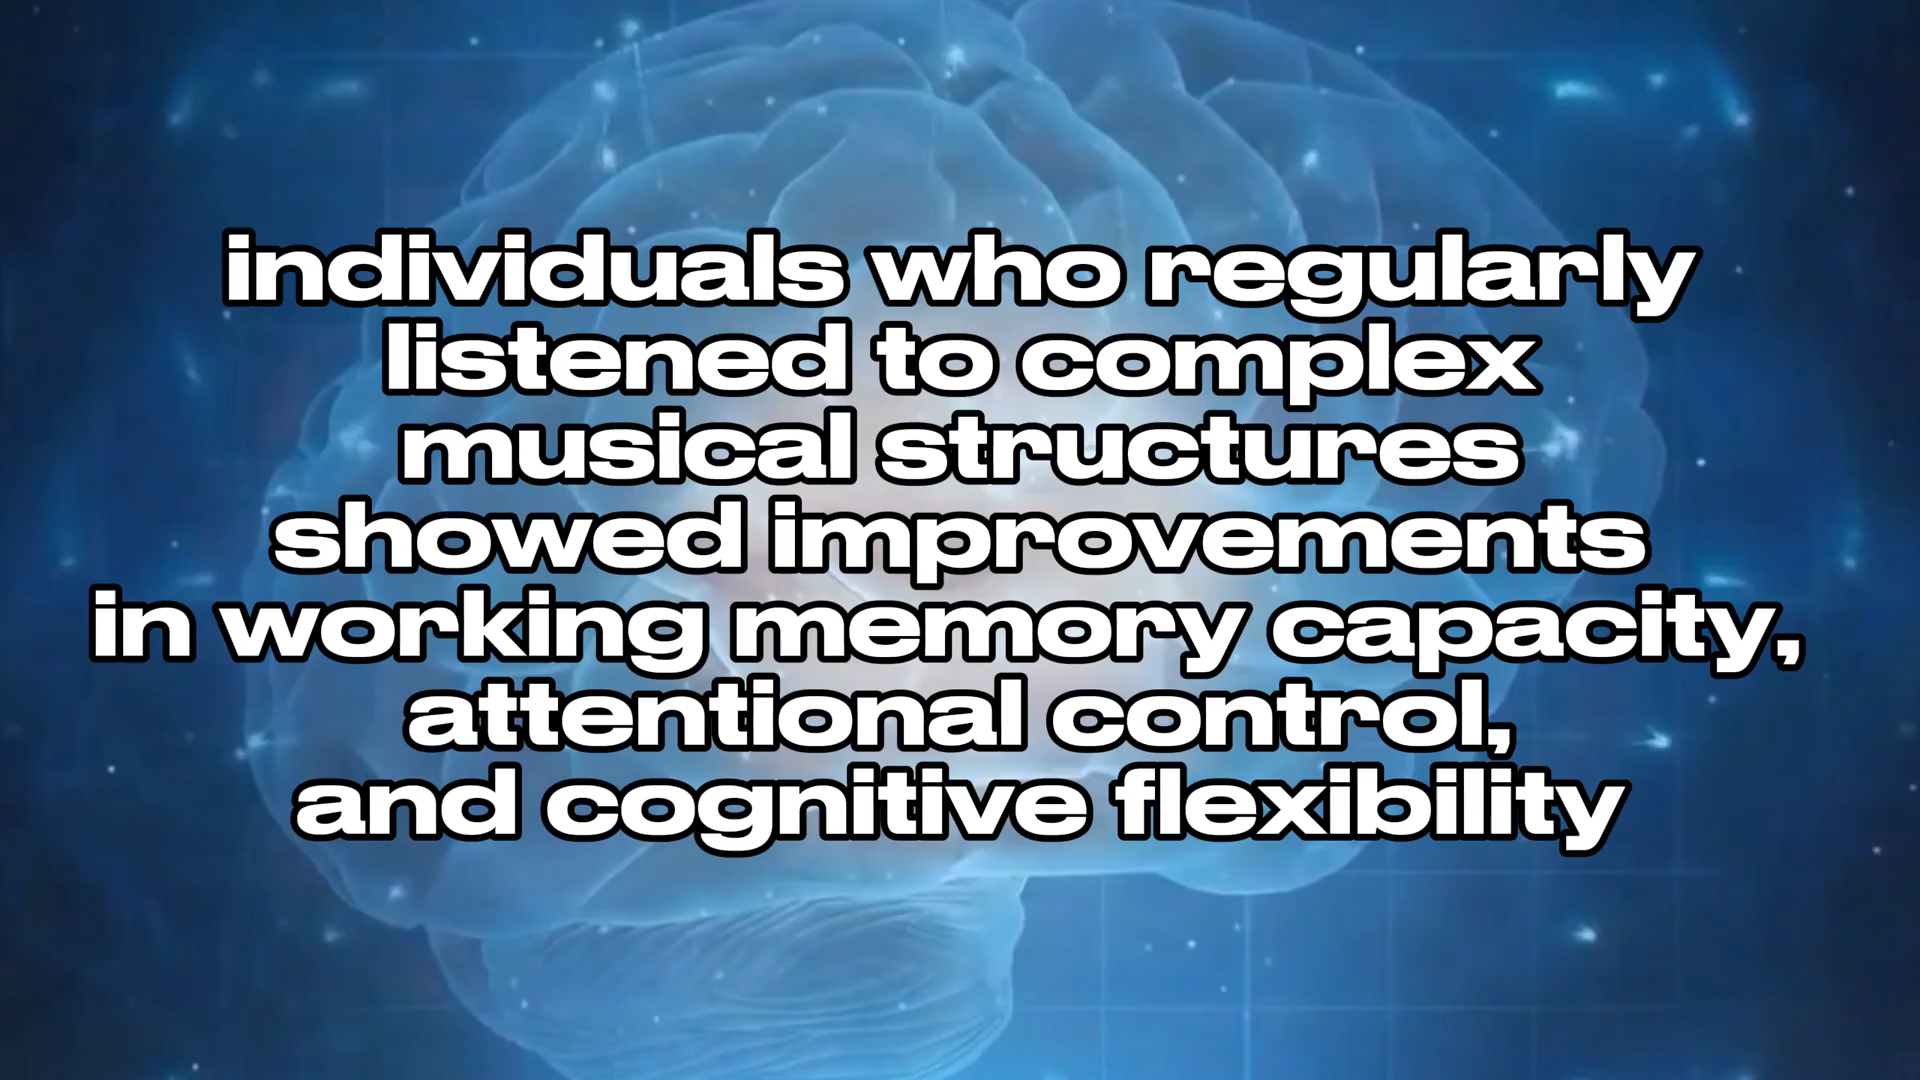 individuals who regularly
listened to complex
musical structures
showed improvements
in working memory capacity,
attentional control,
and cognitive flexibility